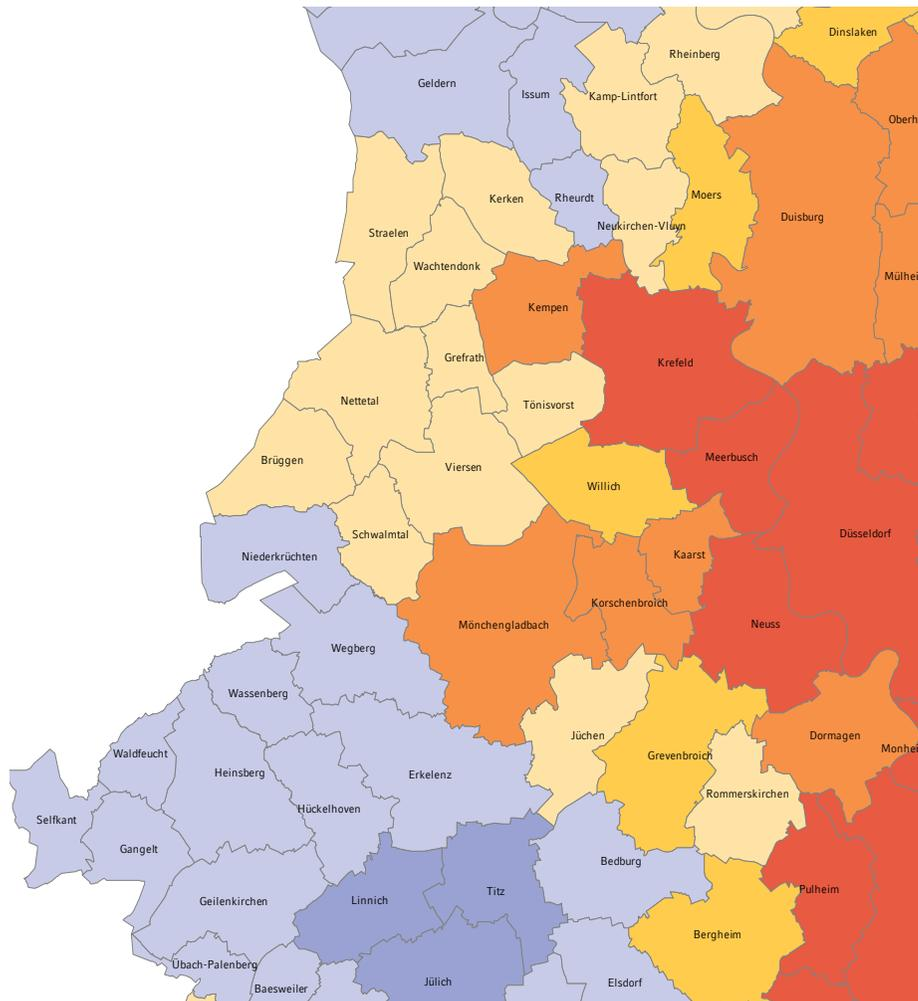 Dinslaken
Rheinberg
Geldern
Issum
Kamp-Lintfort
Oberh
Moers
Kerken
Rheurdt
Duisburg
Neukirchen-Vluyn
Straelen
Wachtendonk
Mülhei
Kempen
Grefrath
Krefeld
Nettetal
Tönisvorst
Brüggen
Viersen
Meerbusch
Willich
Schwalmtal
Düsseldorf
Niederkrüchten
Kaarst
Korschenbroich
Mönchengladbach
Neuss
Wegberg
Wassenberg
Jüchen
Dormagen
Waldfeucht
Grevenbroich
Monhei
Heinsberg
Erkelenz
Rommerskirchen
Hückelhoven
Selfkant
Gangelt
Bedburg
Titz
Pulheim
Geilenkirchen
Linnich
Bergheim
Übach-Palenberg
Baesweiler
Jülich
Elsdorf